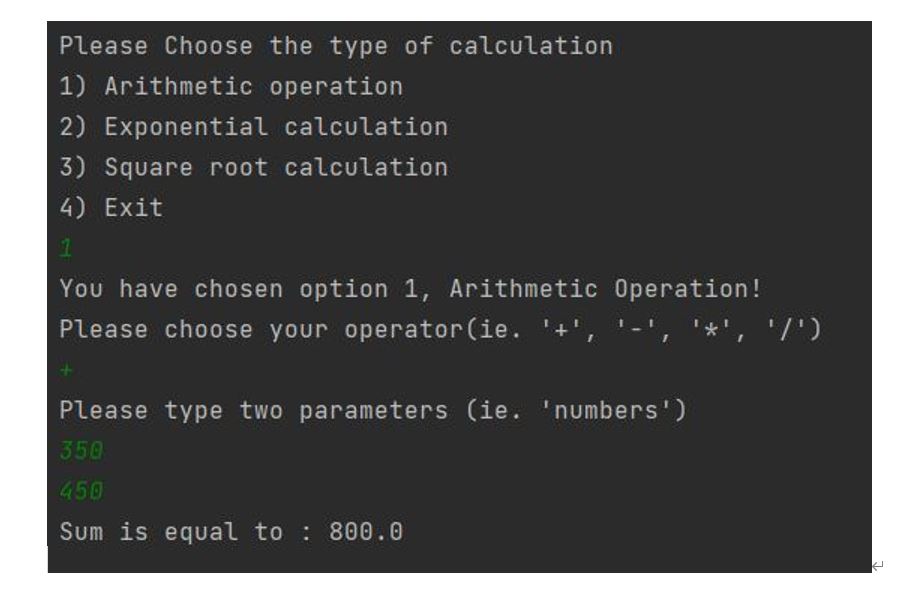 Please Choose the type of calculation
1) Arithmetic operation
2) Exponential calculation
3) Square root calculation
4) Exit
1
You have chosen option 1, Arithmetic Operation!
Please choose your operator(ie. '+', '-', '*', '/')
+
Please type two parameters (ie. 'numbers')
350
450
Sum is equal to : 800.0